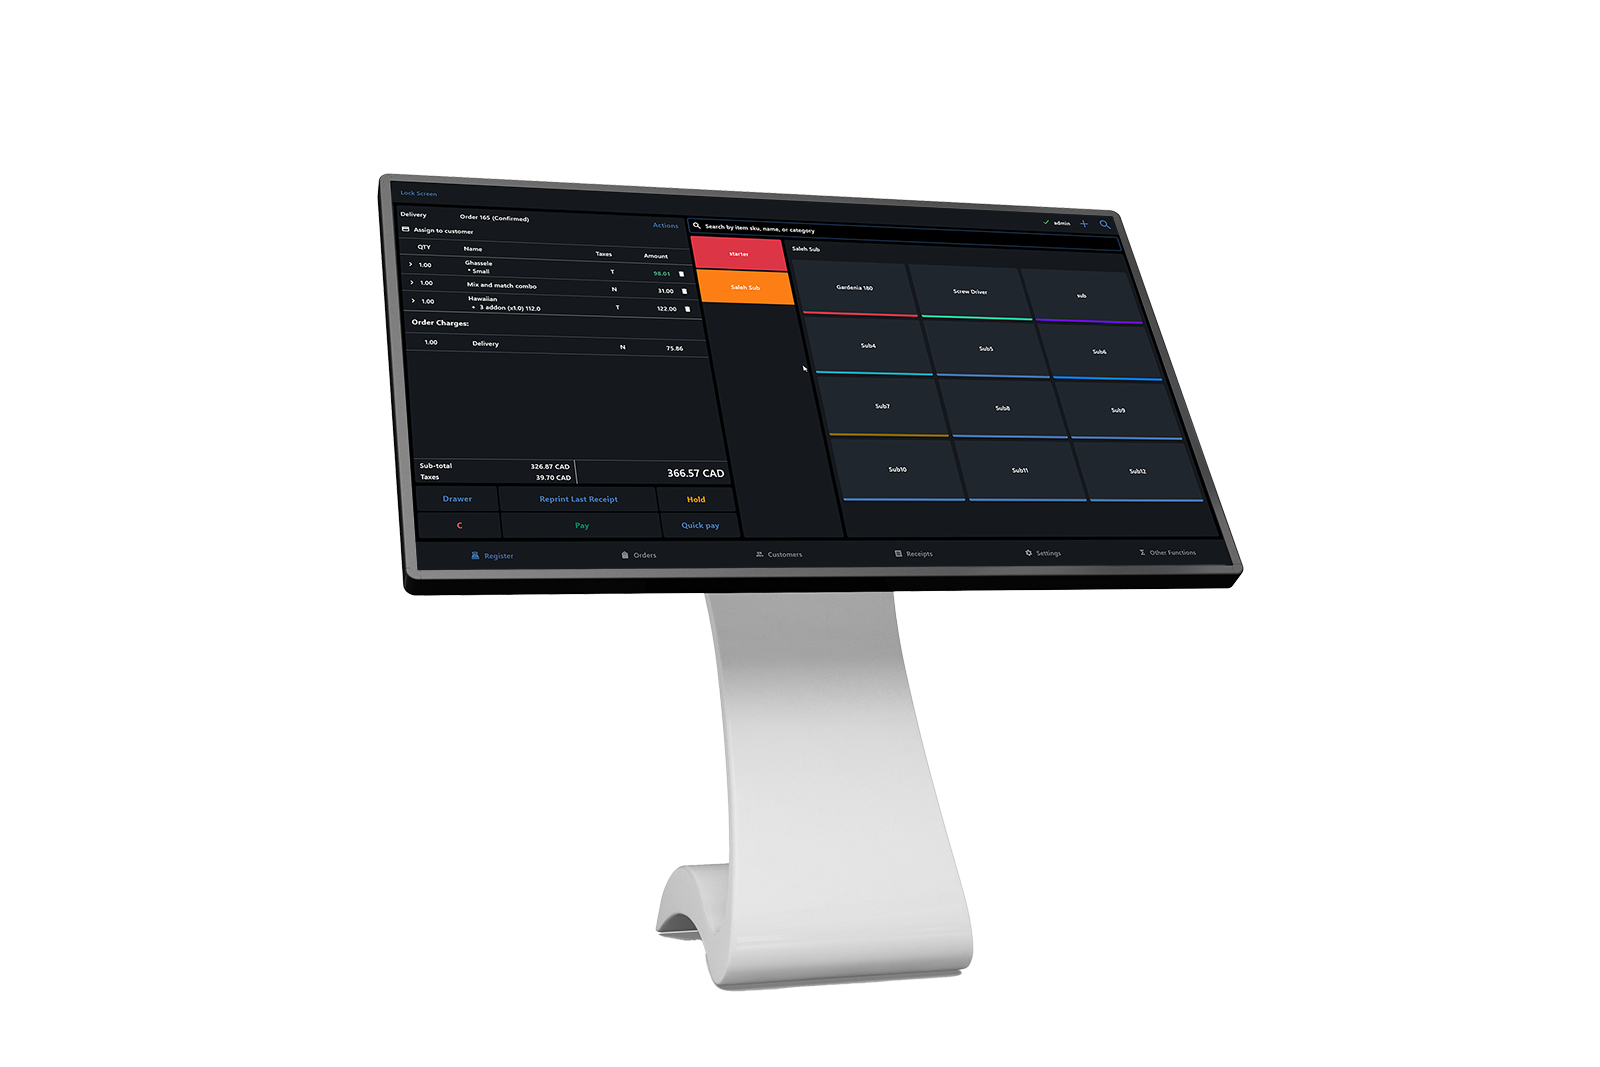 Lock Screen
admin
Delivery Order 165 (Confirmed) Actions
Assign to customer
QTY Name Taxes Amount
1.00 Ghassele T 98.01
* Small
1.00 Mix and match combo N 31.00
1.00 Hawaiian T 122.00
+ 3 addon (x1.0) 112.0
Order Charges:
1.00 Delivery N 75.86
Sub-total 326.87 CAD
Taxes 39.70 CAD
366.57 CAD
Drawer Reprint Last Receipt Hold
C Pay Quick pay
Search by item sku, name, or category
starter
Saleh Sub
Saleh Sub
Gardenia 180 Screw Driver sub
Sub4 Sub5 Sub6
Sub7 Sub8 Sub9
Sub10 Sub11 Sub12
Register Orders Customers Receipts Settings Other Functions